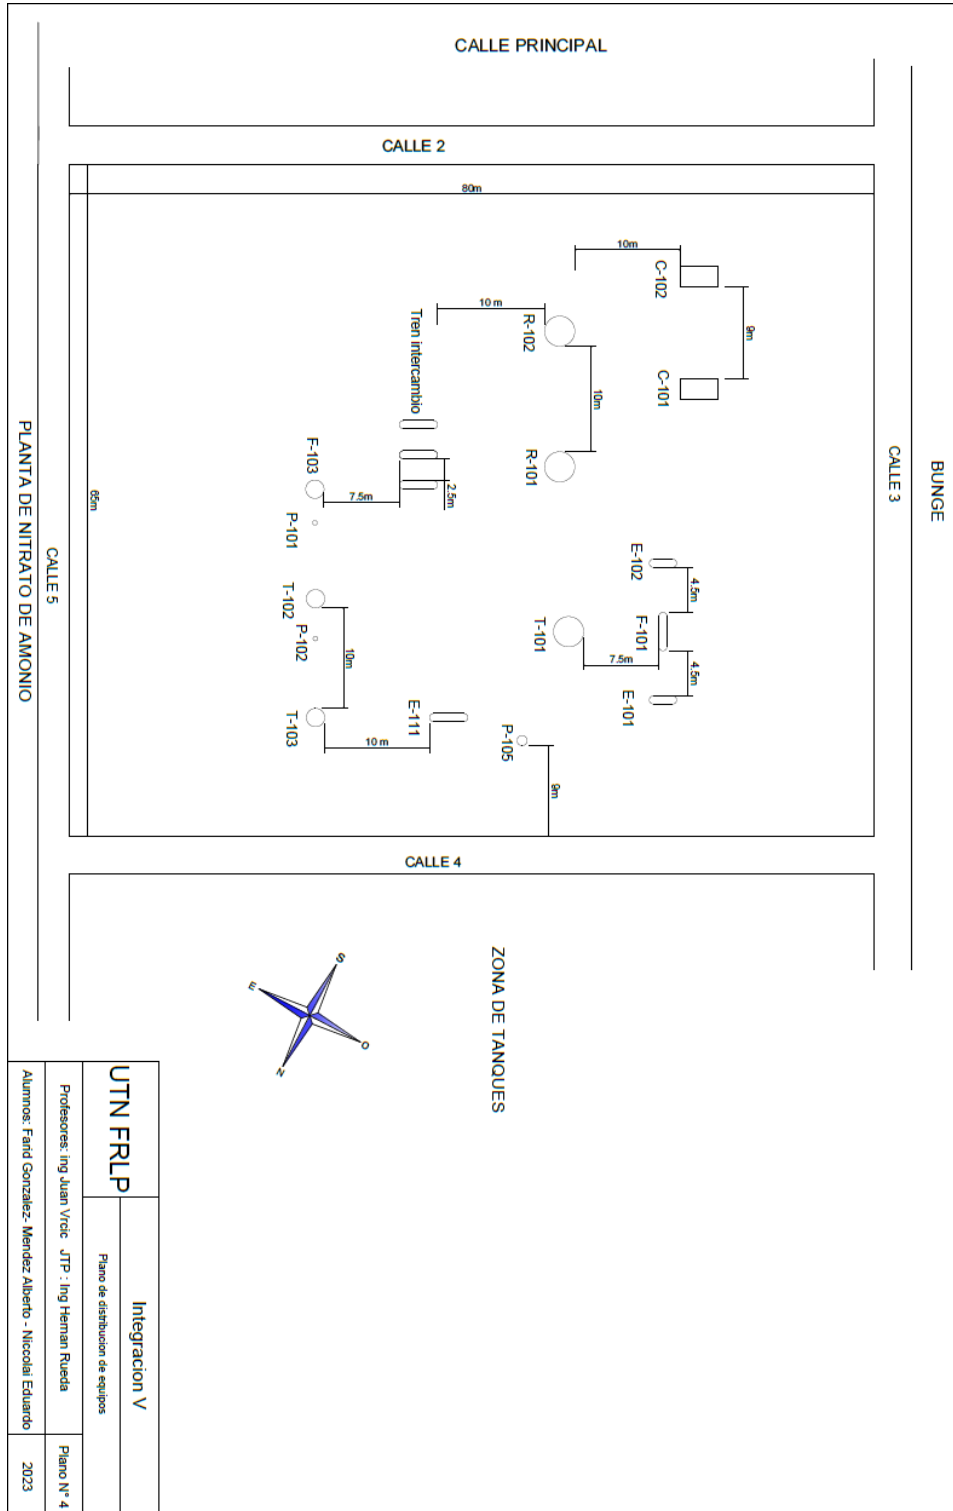 CALLE PRINCIPAL
CALLE 2
80m
10m
C-102
9m
C-101
10 m
R-102
10m
R-101
Tren intercambio
2.5m
7.5m
F-103
P-101
T-102
P-102
10m
T-103
10 m
E-111
P-105
9m
T-101
7.5m
E-102
4.5m
F-101
4.5m
E-101
65m
CALLE 3
BUNGE
CALLE 5
PLANTA DE NITRATO DE AMONIO
CALLE 4
ZONA DE TANQUES
S
E
O
N
UTN FRLP
Integracion V
Plano de distribucion de equipos
Profesores: ing Juan Vrcic JTP : Ing Hernan Rueda
Plano N° 4
Alumnos: Farid Gonzalez- Mendez Alberto - Niccolai Eduardo
2023